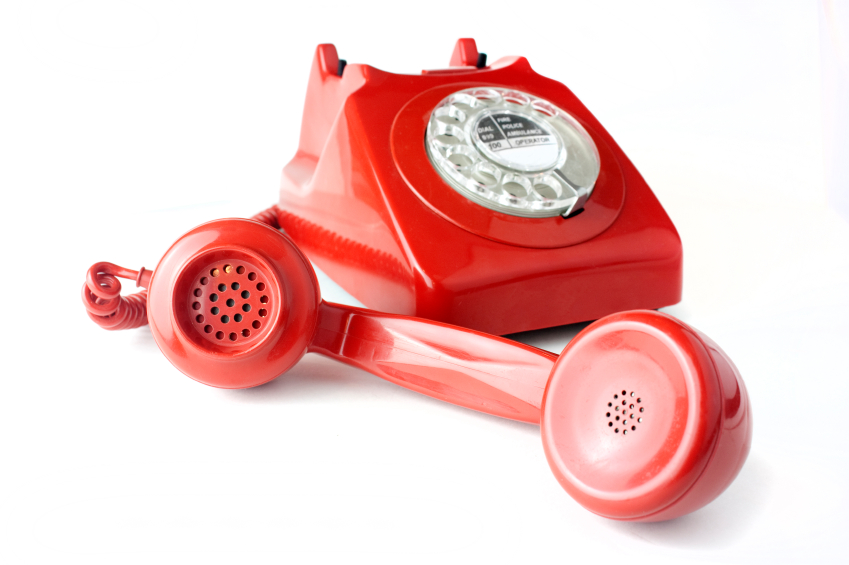 FIRE
DIAL POLICE
999 AMBULANCE
100 OPERATOR